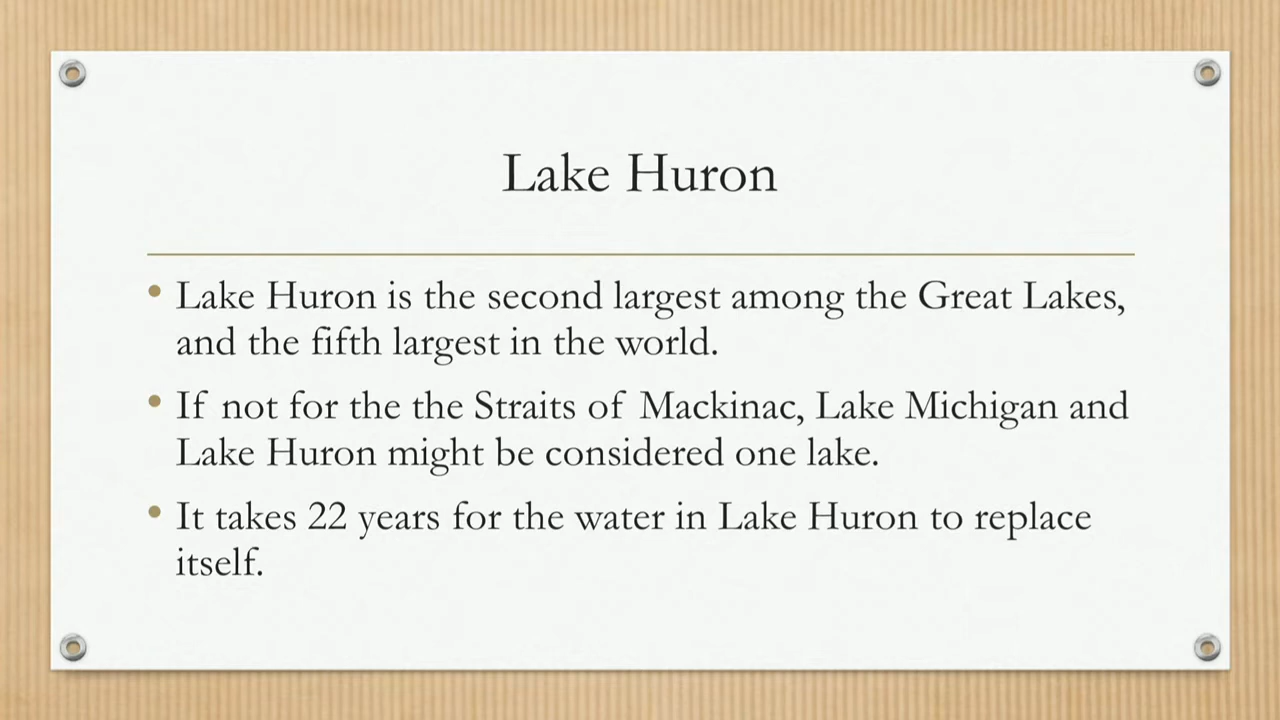 Lake Huron
• Lake Huron is the second largest among the Great Lakes,
and the fifth largest in the world.
• If not for the the Straits of Mackinac, Lake Michigan and
Lake Huron might be considered one lake.
• It takes 22 years for the water in Lake Huron to replace
itself.